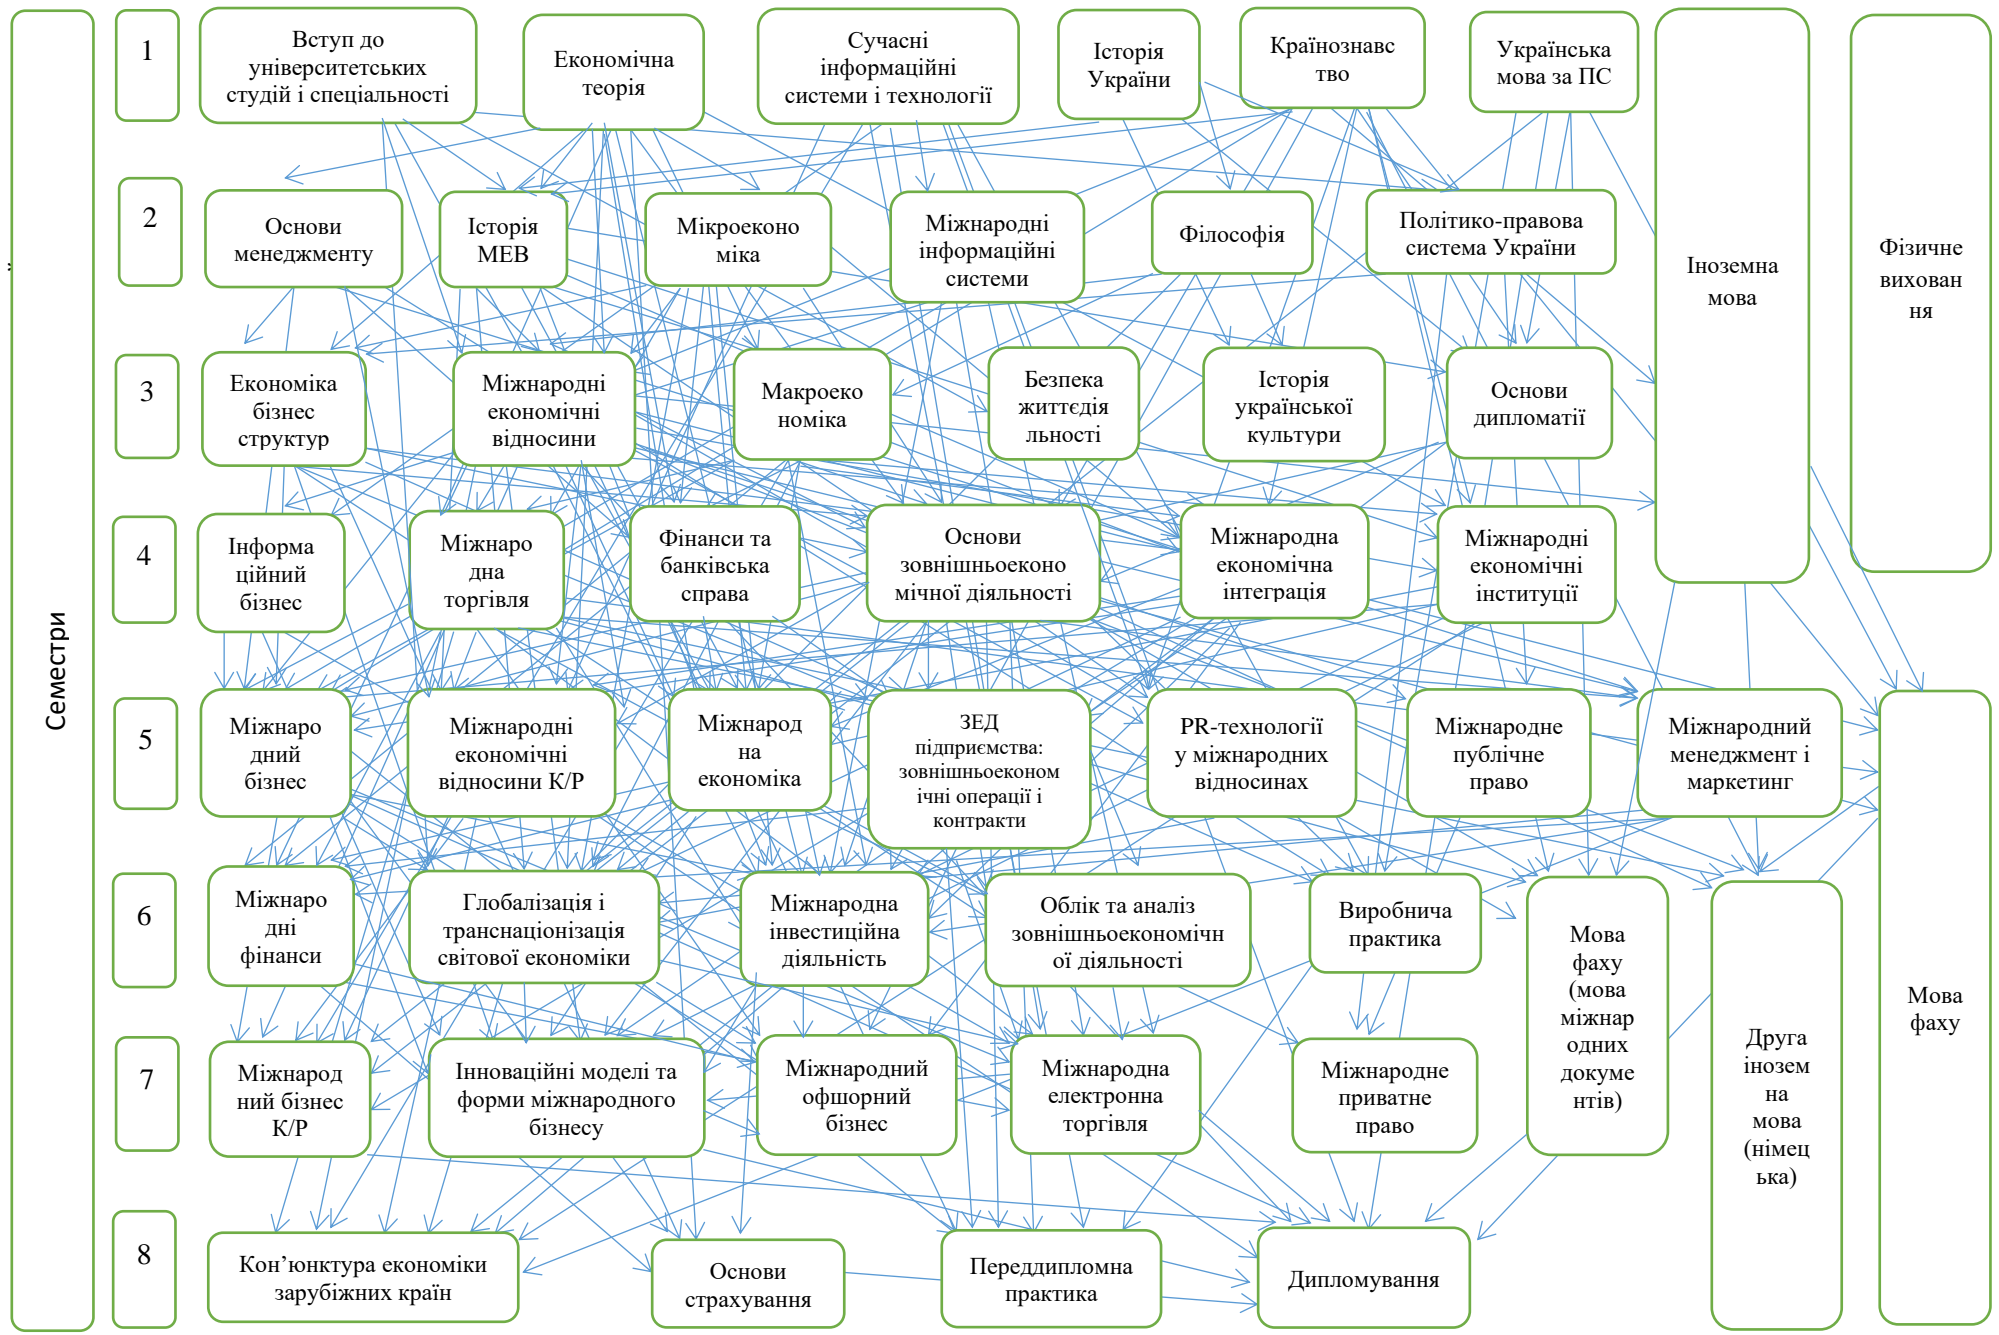 Семестри
1
Вступ до
університетських
студій і спеціальності
Економічна
теорія
Сучасні
інформаційні
системи і технології
Історія
України
Країнознавс
тво
Українська
мова за ПС
Іноземна
мова
Фізичне
вихован
ня
2
Основи
менеджменту
Історія
МЕВ
Мікроеконо
міка
Міжнародні
інформаційні
системи
Філософія
Політико-правова
система України
3
Економіка
бізнес
структур
Міжнародні
економічні
відносини
Макроеко
номіка
Безпека
життєдія
льності
Історія
української
культури
Основи
дипломатії
4
Інформа
ційний
бізнес
Міжнаро
дна
торгівля
Фінанси та
банківська
справа
Основи
зовнішньоеконо
мічної діяльності
Міжнародна
економічна
інтеграція
Міжнародні
економічні
інституції
5
Міжнаро
дний
бізнес
Міжнародні
економічні
відносини К/Р
Міжнарод
на
економіка
ЗЕД
підприємства:
зовнішньоеконом
ічні операції і
контракти
PR-технології
у міжнародних
відносинах
Міжнародне
публічне
право
Міжнародний
менеджмент і
маркетинг
Мова
фаху
6
Міжнаро
дні
фінанси
Глобалізація і
транснаціонізація
світової економіки
Міжнародна
інвестиційна
діяльність
Облік та аналіз
зовнішньоекономічн
ої діяльності
Виробнича
практика
Мова
фаху
(мова
міжнар
одних
докуме
нтів)
Друга
інозем
на
мова
(німец
ька)
7
Міжнарод
ний бізнес
К/Р
Інноваційні моделі та
форми міжнародного
бізнесу
Міжнародний
офшорний
бізнес
Міжнародна
електронна
торгівля
Міжнародне
приватне
право
8
Кон’юнктура економіки
зарубіжних країн
Основи
страхування
Переддипломна
практика
Дипломування